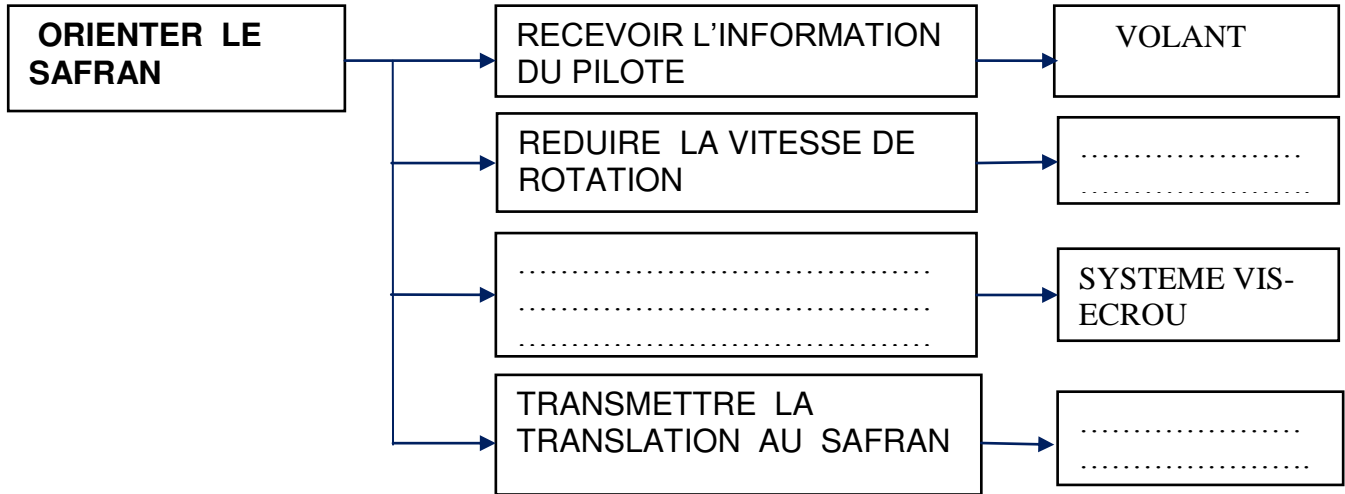 ORIENTER LE
SAFRAN
RECEVOIR L'INFORMATION
DU PILOTE
VOLANT
REDUIRE LA VITESSE DE
ROTATION
.....................
......................
.......................................
.......................................
.......................................
SYSTEME VIS-
ECROU
TRANSMETTRE LA
TRANSLATION AU SAFRAN
.....................
......................